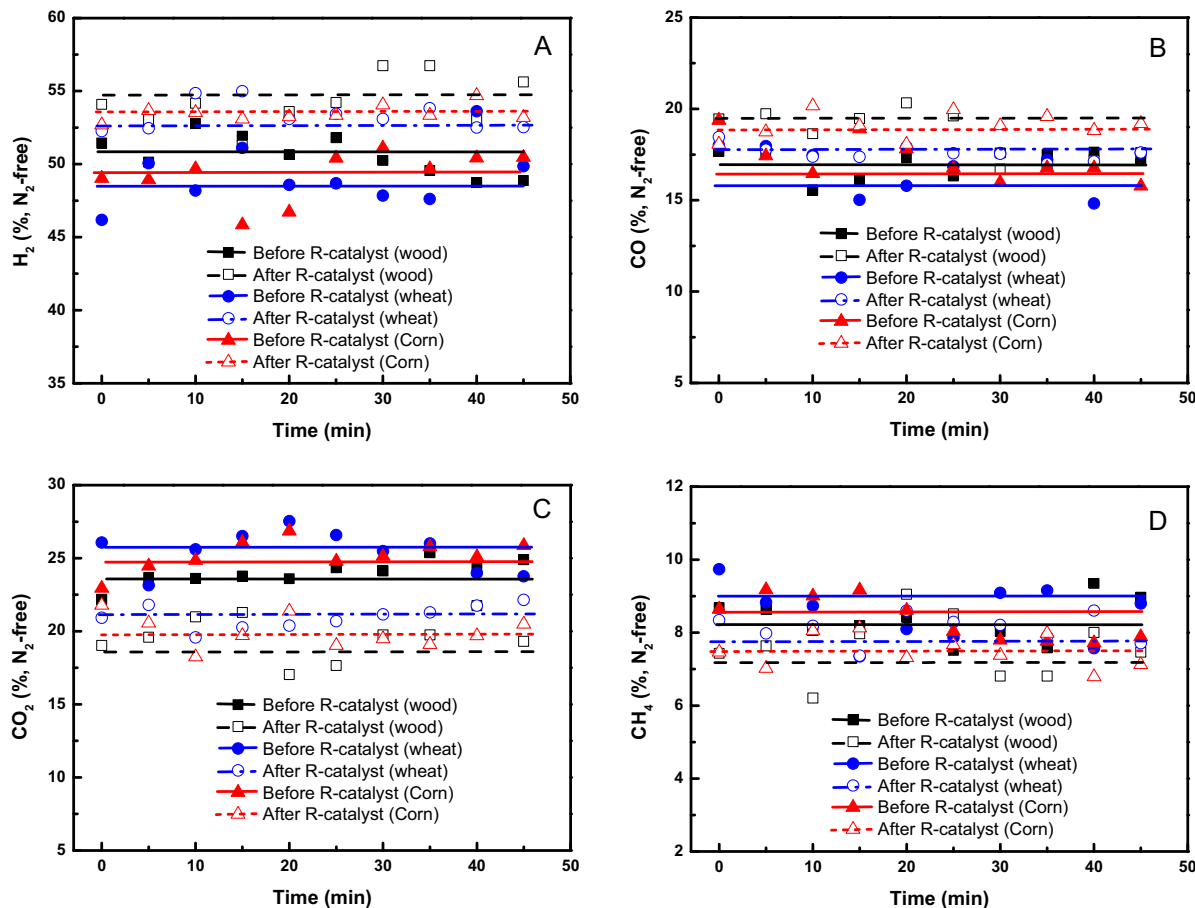 A
H2 (%, N2-free)
60
55
50
45
40
35
Before R-catalyst (wood)
After R-catalyst (wood)
Before R-catalyst (wheat)
After R-catalyst (wheat)
Before R-catalyst (Corn)
After R-catalyst (Corn)
0 10 20 30 40 50
Time (min)
B
CO (%, N2-free)
25
20
15
10
5
Before R-catalyst (wood)
After R-catalyst (wood)
Before R-catalyst (wheat)
After R-catalyst (wheat)
Before R-catalyst (Corn)
After R-catalyst (Corn)
0 10 20 30 40 50
Time (min)
C
CO2 (%, N2-free)
30
25
20
15
10
5
Before R-catalyst (wood)
After R-catalyst (wood)
Before R-catalyst (wheat)
After R-catalyst (wheat)
Before R-catalyst (Corn)
After R-catalyst (Corn)
0 10 20 30 40 50
Time (min)
D
CH4 (%, N2-free)
12
10
8
6
4
2
Before R-catalyst (wood)
After R-catalyst (wood)
Before R-catalyst (wheat)
After R-catalyst (wheat)
Before R-catalyst (Corn)
After R-catalyst (Corn)
0 10 20 30 40 50
Time (min)